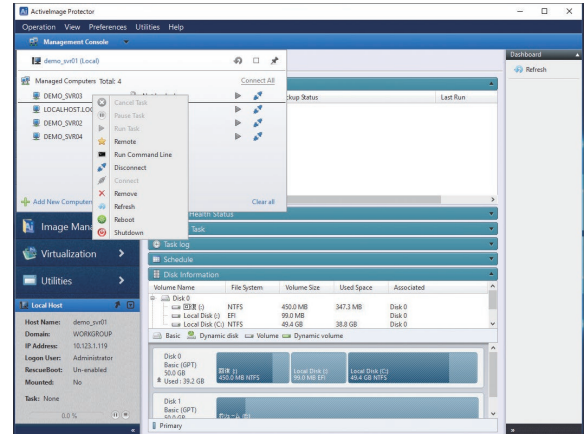 ActiveImage Protector
Operation View Preferences Utilities Help
Management Console
demo_svr01 (Local)
Managed Computers Total: 4
Connect All
DEMO_SVR03
LOCALHOST.LOC
DEMO_SVR02
DEMO_SVR04
Add New Computer
Clear all
Cancel Task
Pause Task
Run Task
Remote
Run Command Line
Disconnect
Connect
Remove
Refresh
Reboot
Shutdown
ckup Status
Last Run
Dashboard
Refresh
Image Mana
Virtualization
Utilities
Health Status
Task
Task log
Schedule
Disk Information
Volume Name File System Volume Size Used Space Associated
Disk 0
回復 (:) NTFS 450.0 MB 347.3 MB Disk 0
Local Disk (:) EFI 99.0 MB Disk 0
Local Disk (C:) NTFS 49.4 GB 38.8 GB Disk 0
Basic Dynamic disk Volume Dynamic volume
Local Host
Host Name: demo_svr01
Domain: WORKGROUP
IP Address: 10.123.1.119
Logon User: Administrator
RescueBoot: Un-enabled
Mounted: No
Task: None
0.0 %
Disk 0
Basic (GPT)
50.0 GB
Used : 39.2 GB
回復 (:)
450.0 MB NTFS
Local Disk (:)
99.0 MB EFI
Local Disk (C:)
49.4 GB NTFS
Disk 1
Basic (GPT)
50.0 GB
Primary